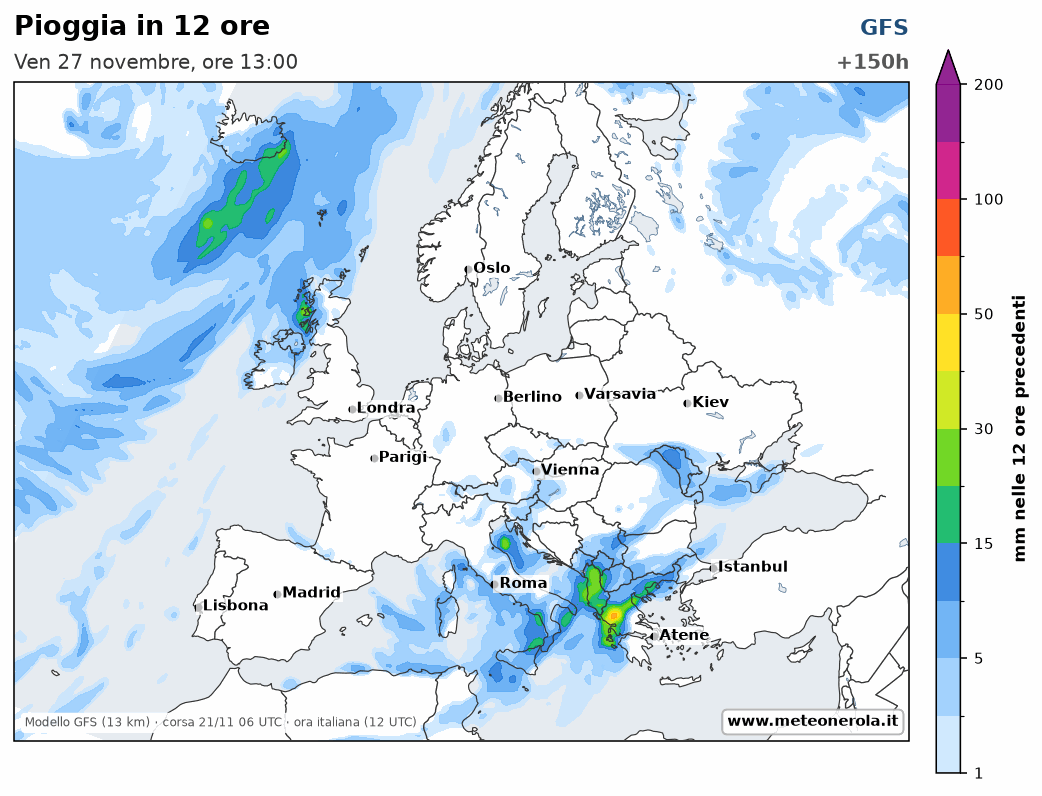 Pioggia in 12 ore
GFS
Ven 27 novembre, ore 13:00
+150h
200
100
50
30
15
5
1
mm nelle 12 ore precedenti
Oslo
Berlino
Varsavia
Kiev
Londra
Parigi
Vienna
Istanbul
Roma
Madrid
Lisbona
Atene
Modello GFS (13 km) · corsa 21/11 06 UTC · ora italiana (12 UTC)
www.meteonerola.it